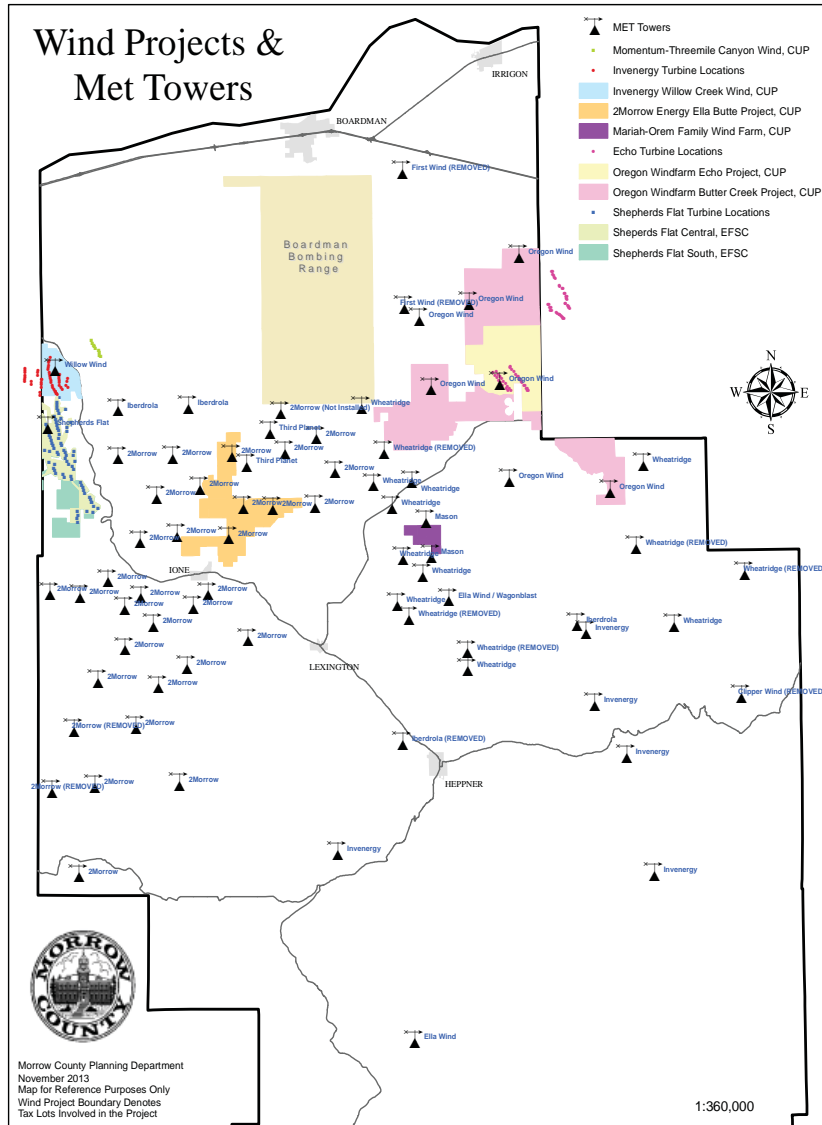 Wind Projects &
Met Towers
IRRIGON
BOARDMAN
MET Towers
Momentum-Threemile Canyon Wind, CUP
Invenergy Turbine Locations
Invenergy Willow Creek Wind, CUP
2Morrow Energy Ella Butte Project, CUP
Mariah-Orem Family Wind Farm, CUP
Echo Turbine Locations
Oregon Windfarm Echo Project, CUP
Oregon Windfarm Butter Creek Project, CUP
Shepherds Flat Turbine Locations
Sheperds Flat Central, EFSC
Shepherds Flat South, EFSC
First Wind (REMOVED)
Boardman
Bombing
Range
Oregon Wind
Oregon Wind
First Wind (REMOVED)
Oregon Wind
Willow Wind
Oregon Wind
Oregon Wind
N
W E
S
Iberdrola
Iberdrola
2Morrow (Not Installed)
Wheatridge
Shepherds Flat
Third Planet
2Morrow
2Morrow
2Morrow
2Morrow
2Morrow
Third Planet
Wheatridge (REMOVED)
Wheatridge
2Morrow
Oregon Wind
Wheatridge
Wheatridge
Oregon Wind
2Morrow
2Morrow
2Morrow
2Morrow
2Morrow
Wheatridge
Mason
2Morrow
2Morrow
2Morrow
Wheatridge (REMOVED)
Wheatridge
Mason
IONE
Wheatridge
Wheatridge (REMOVED)
2Morrow
2Morrow
2Morrow
2Morrow
2Morrow
2Morrow
2Morrow
2Morrow
Wheatridge
Ella Wind / Wagonblast
Wheatridge (REMOVED)
Iberdrola
Invenergy
Wheatridge
2Morrow
2Morrow
LEXINGTON
Wheatridge (REMOVED)
Wheatridge
2Morrow
2Morrow
2Morrow
Clipper Wind (REMOVED)
Invenergy
2Morrow (REMOVED)
2Morrow
Iberdrola (REMOVED)
Invenergy
HEPPNER
2Morrow (REMOVED)
2Morrow
2Morrow
Invenergy
Invenergy
2Morrow
MORROW
COUNTY
Ella Wind
Morrow County Planning Department
November 2013
Map for Reference Purposes Only
Wind Project Boundary Denotes
Tax Lots Involved in the Project
1:360,000